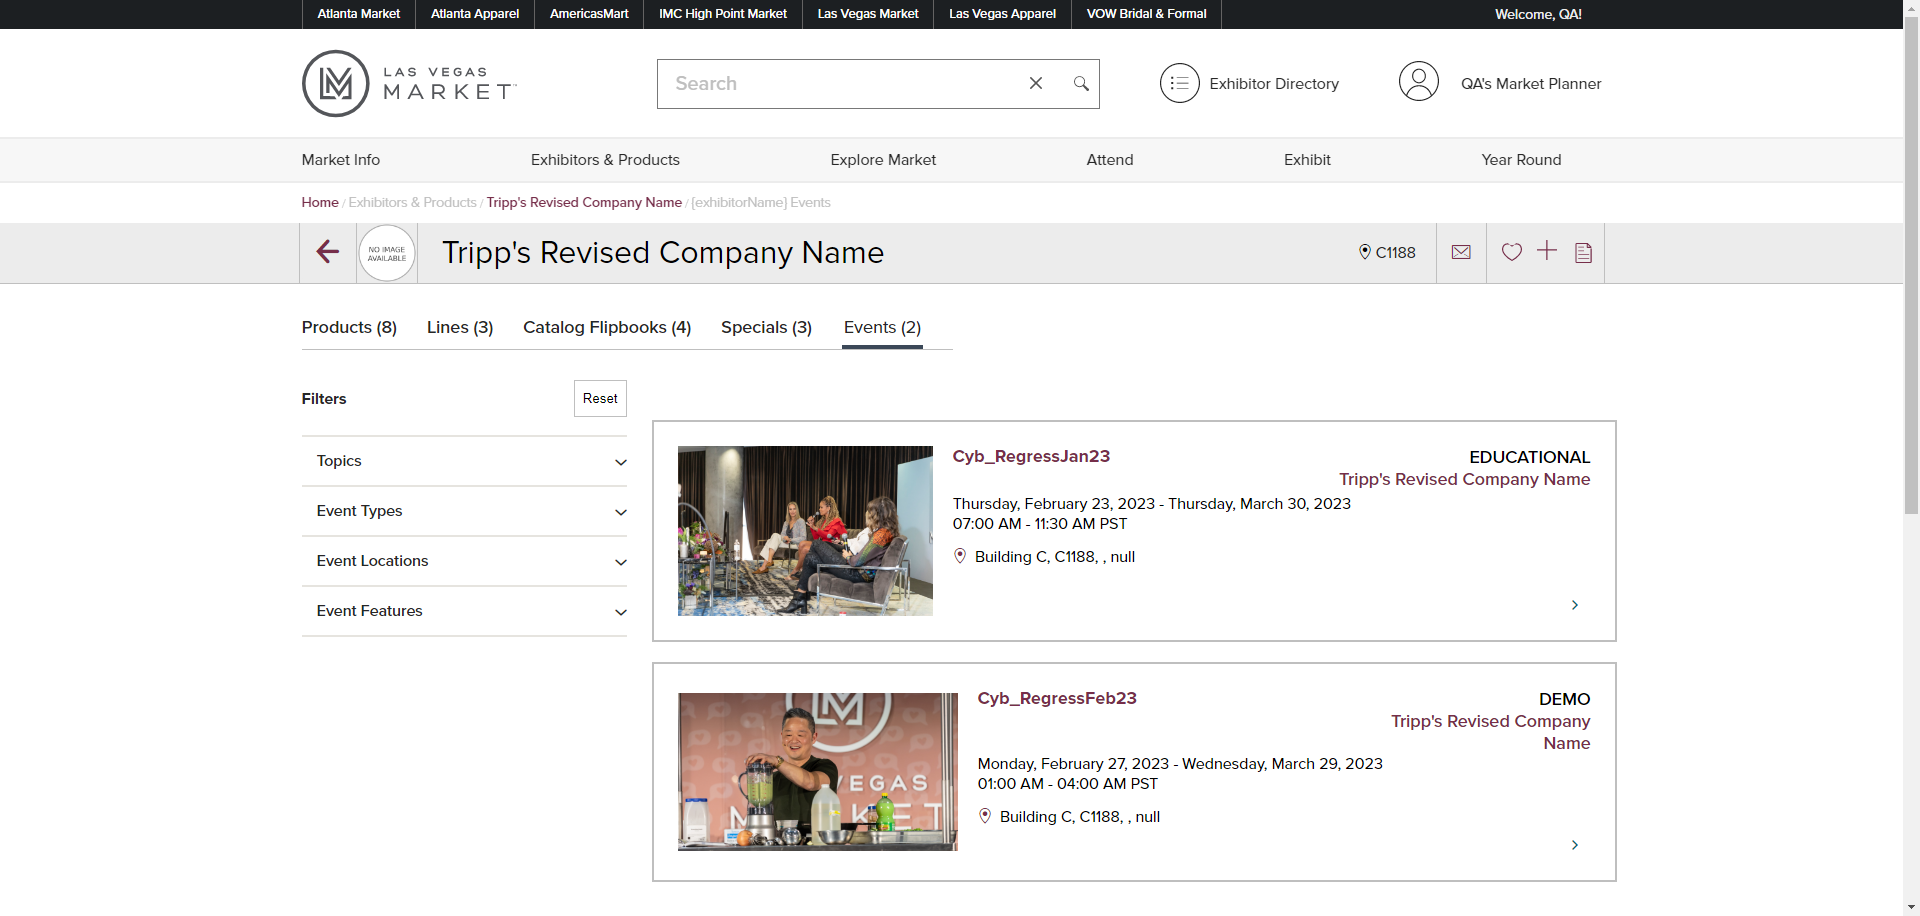 Atlanta Market
Atlanta Apparel
AmericasMart
IMC High Point Market
Las Vegas Market
Las Vegas Apparel
VOW Bridal & Formal
Welcome, QA!
LM
LAS VEGAS
MARKET
Search
Exhibitor Directory
QA's Market Planner
Market Info
Exhibitors & Products
Explore Market
Attend
Exhibit
Year Round
Home / Exhibitors & Products / Tripp's Revised Company Name / [exhibitorName] Events
NO IMAGE
AVAILABLE
Tripp's Revised Company Name
C1188
Products (8)
Lines (3)
Catalog Flipbooks (4)
Specials (3)
Events (2)
Filters
Reset
Topics
Event Types
Event Locations
Event Features
Cyb_RegressJan23
EDUCATIONAL
Tripp's Revised Company Name
Thursday, February 23, 2023 - Thursday, March 30, 2023
07:00 AM - 11:30 AM PST
Building C, C1188, , null
Cyb_RegressFeb23
DEMO
Tripp's Revised Company
Name
Monday, February 27, 2023 - Wednesday, March 29, 2023
01:00 AM - 04:00 AM PST
Building C, C1188, , null
LM
VEGAS
M KET